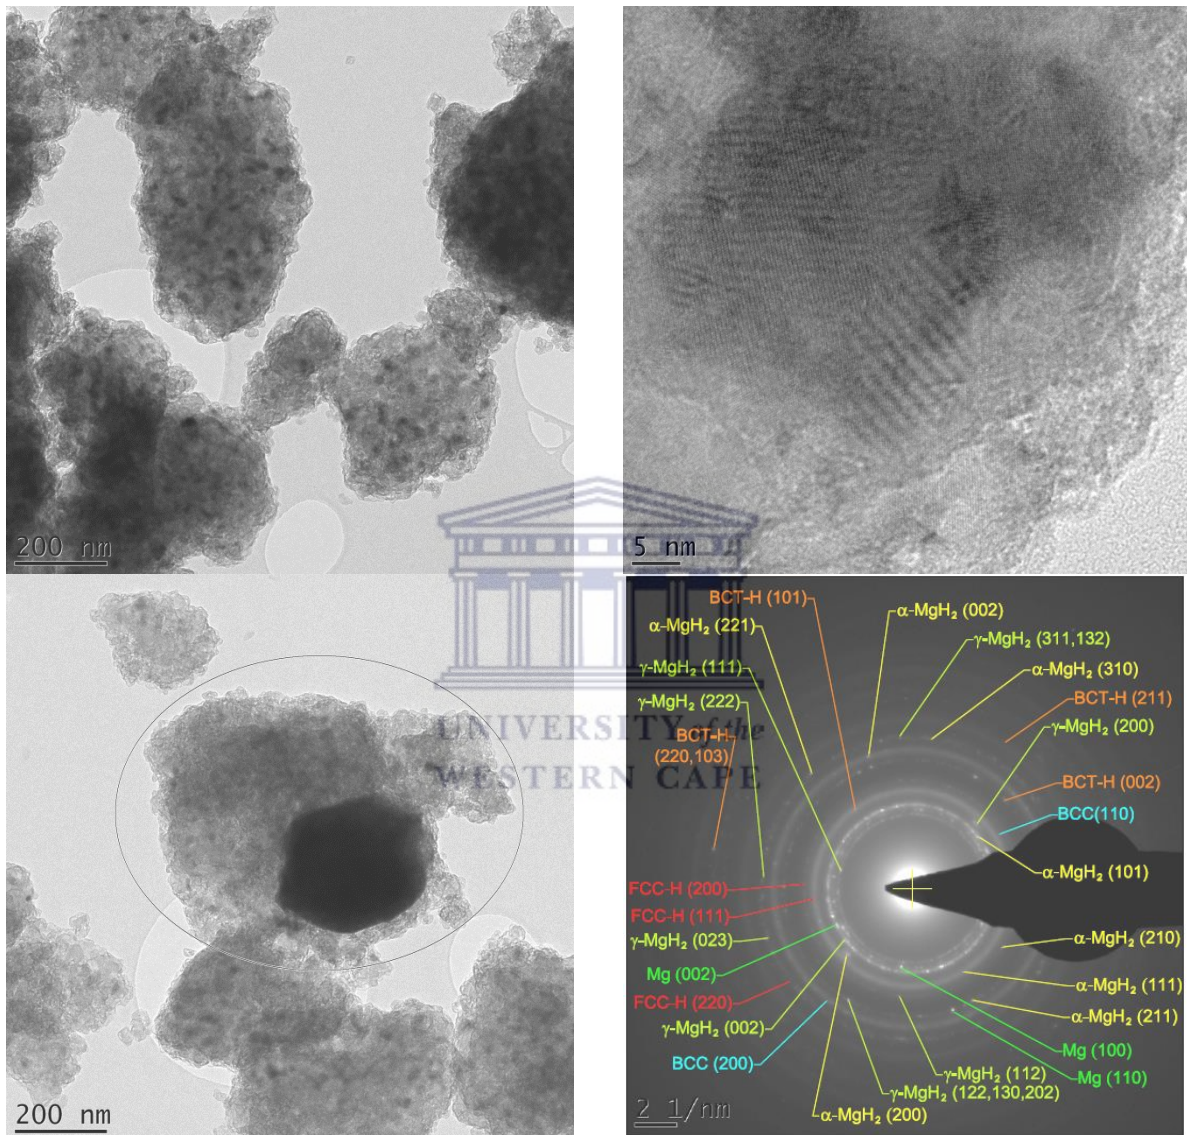 200 nm
5 nm
UNIVERSITY of the
WESTERN CAPE
200 nm
BCT-H (101)
α-MgH₂ (221)
γ-MgH₂ (111)
γ-MgH₂ (222)
BCT-H
(220,103)
FCC-H (200)
FCC-H (111)
γ-MgH₂ (023)
Mg (002)
FCC-H (220)
γ-MgH₂ (002)
BCC (200)
α-MgH₂ (002)
γ-MgH₂ (311,132)
α-MgH₂ (310)
BCT-H (211)
γ-MgH₂ (200)
BCT-H (002)
BCC(110)
α-MgH₂ (101)
α-MgH₂ (210)
α-MgH₂ (111)
α-MgH₂ (211)
Mg (100)
Mg (110)
γ-MgH₂ (112)
γ-MgH₂ (122,130,202)
α-MgH₂ (200)
2 1/nm